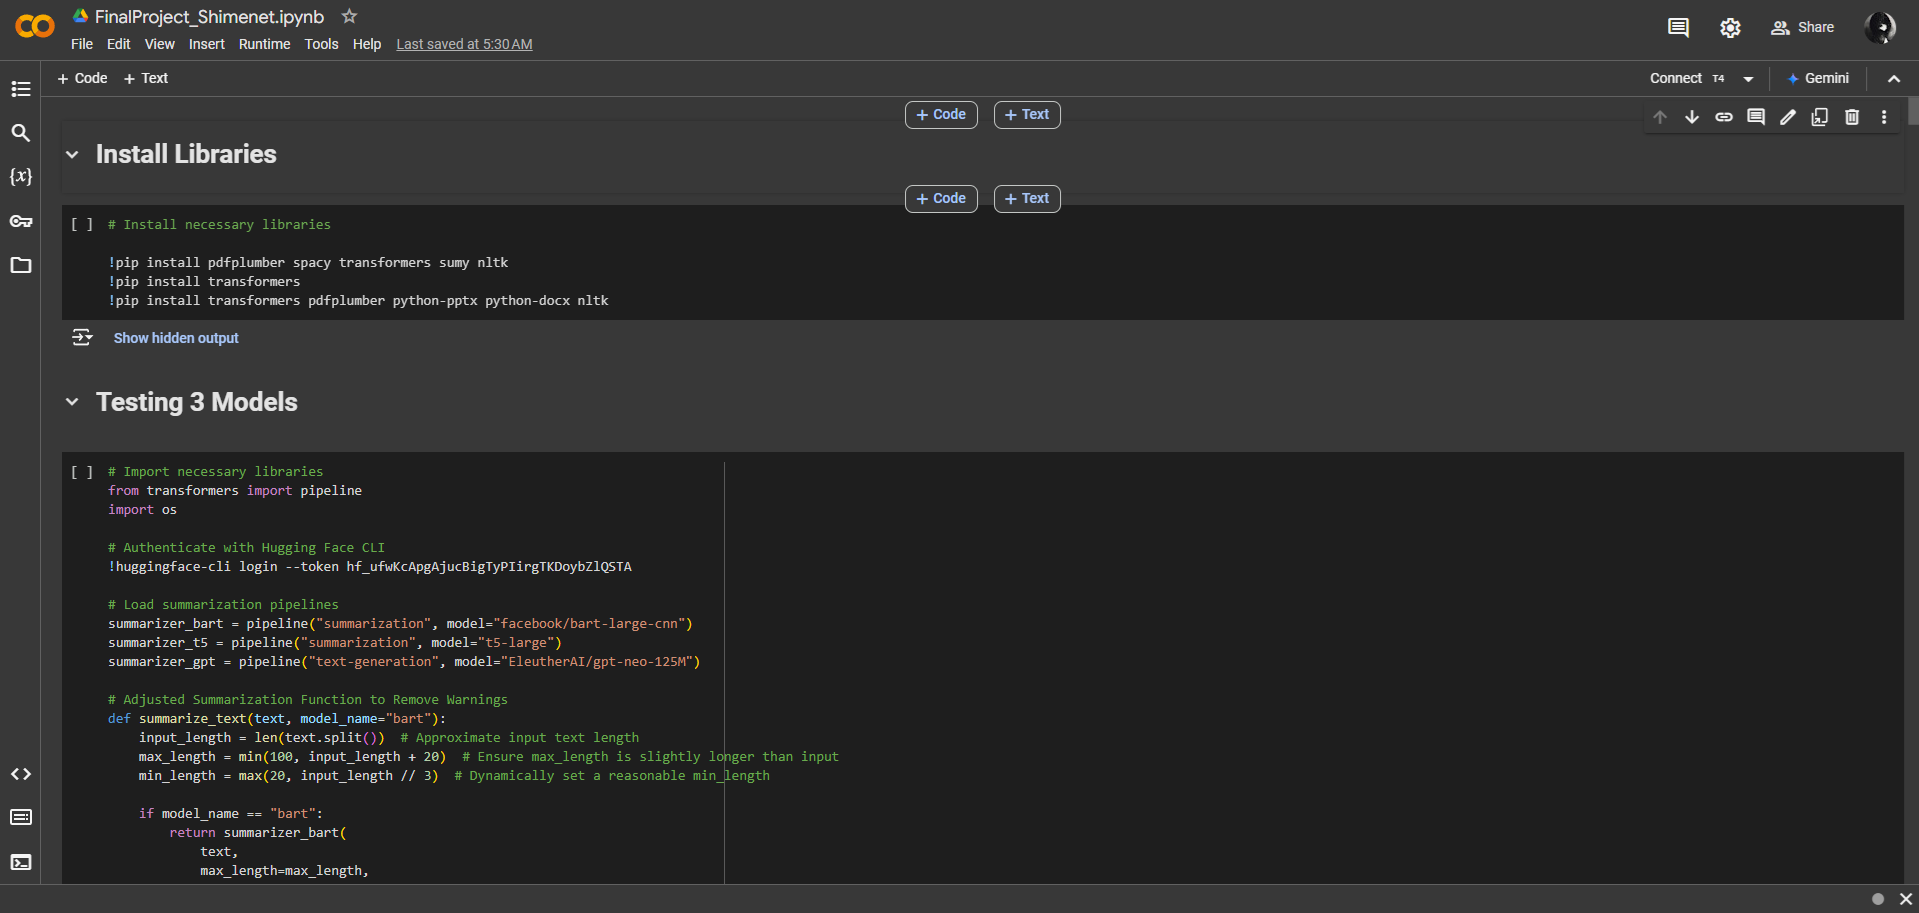 FinalProject_Shimenet.ipynb
File Edit View Insert Runtime Tools Help Last saved at 5:30 AM
Share
+ Code + Text
Connect T4
Gemini
+ Code + Text
Install Libraries
+ Code + Text
[ ] # Install necessary libraries
!pip install pdfplumber spacy transformers sumy nltk
!pip install transformers
!pip install transformers pdfplumber python-pptx python-docx nltk
Show hidden output
Testing 3 Models
[ ] # Import necessary libraries
from transformers import pipeline
import os
# Authenticate with Hugging Face CLI
!huggingface-cli login --token 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
# Load summarization pipelines
summarizer_bart = pipeline("summarization", model="facebook/bart-large-cnn")
summarizer_t5 = pipeline("summarization", model="t5-large")
summarizer_gpt = pipeline("text-generation", model="EleutherAI/gpt-neo-125M")
# Adjusted Summarization Function to Remove Warnings
def summarize_text(text, model_name="bart"):
input_length = len(text.split())  # Approximate input text length
max_length = min(100, input_length + 20)  # Ensure max_length is slightly longer than input
min_length = max(20, input_length // 3)  # Dynamically set a reasonable min_length
if model_name == "bart":
return summarizer_bart(
text,
max_length=max_length,